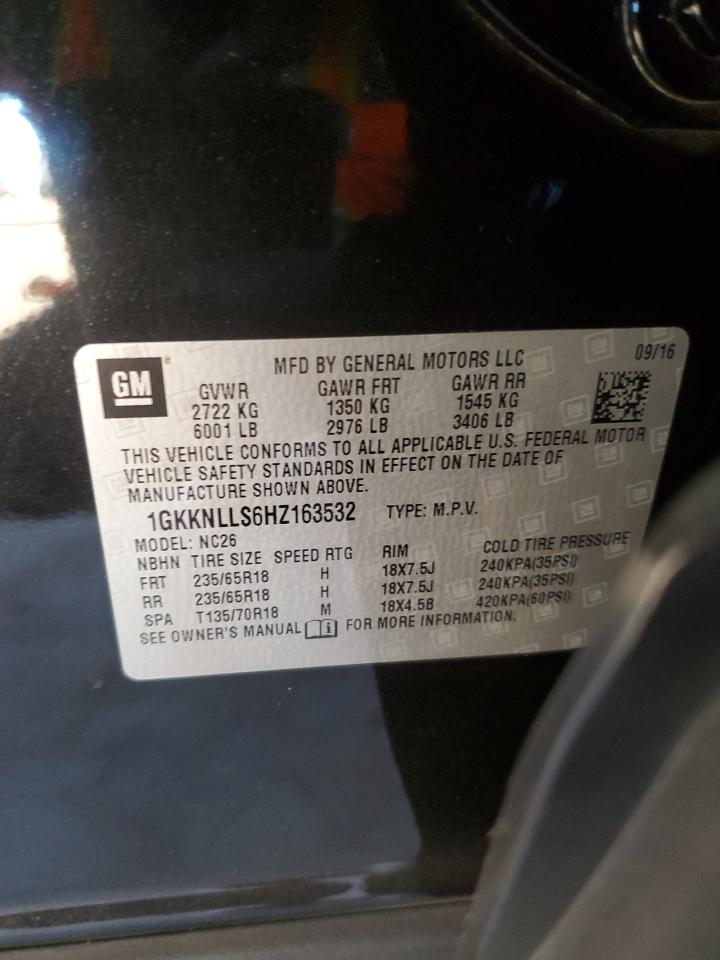 GM
MFD BY GENERAL MOTORS LLC
09/16
GVWR GAWR FRT GAWR RR
2722 KG 1350 KG 1545 KG
6001 LB 2976 LB 3406 LB
THIS VEHICLE CONFORMS TO ALL APPLICABLE U.S. FEDERAL MOTOR
VEHICLE SAFETY STANDARDS IN EFFECT ON THE DATE OF
MANUFACTURE SHOWN ABOVE.
1GKKNLLS6HZ163532 TYPE: M.P.V.
MODEL: NC26
NBHN TIRE SIZE SPEED RTG RIM COLD TIRE PRESSURE
FRT 235/65R18 H 18X7.5J 240KPA(35PSI)
RR 235/65R18 H 18X7.5J 240KPA(35PSI)
SPA T135/70R18 M 18X4.5B 420KPA(60PSI)
SEE OWNER'S MANUAL i FOR MORE INFORMATION.